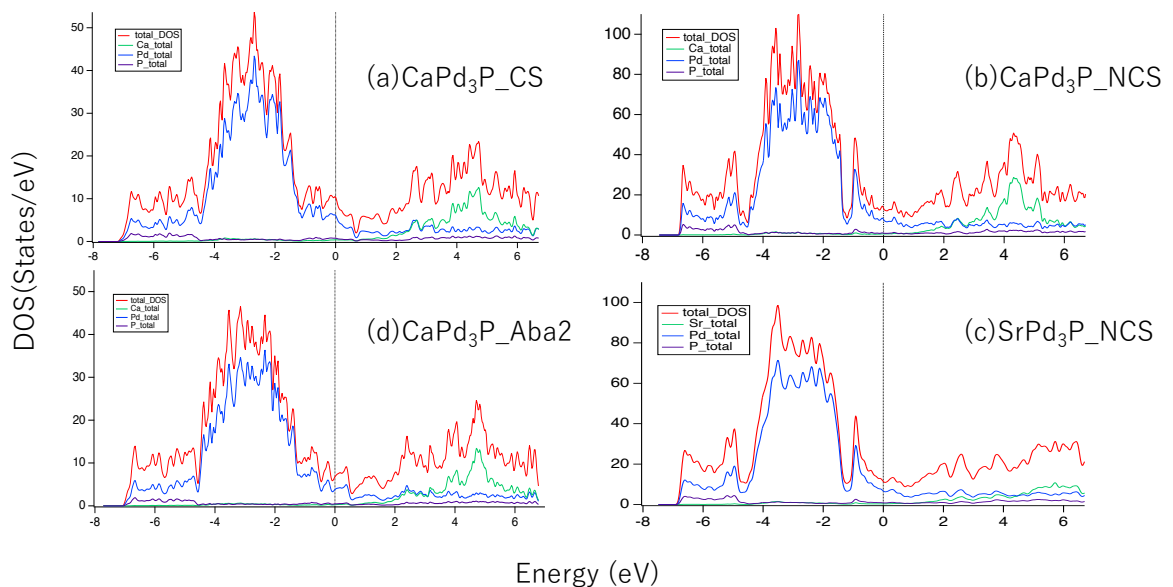 DOS(States/eV)
50
40
30
20
10
0
-8
-6
-4
-2
0
2
4
6
total_DOS
Ca_total
Pd_total
P_total
(a)CaPd₃P_CS
100
80
60
40
20
0
-8
-6
-4
-2
0
2
4
6
total_DOS
Ca_total
Pd_total
P_total
(b)CaPd₃P_NCS
50
40
30
20
10
0
-8
-6
-4
-2
0
2
4
6
total_DOS
Ca_total
Pd_total
P_total
(d)CaPd₃P_Aba2
100
80
60
40
20
0
-8
-6
-4
-2
0
2
4
6
total_DOS
Sr_total
Pd_total
P_total
(c)SrPd₃P_NCS
Energy (eV)